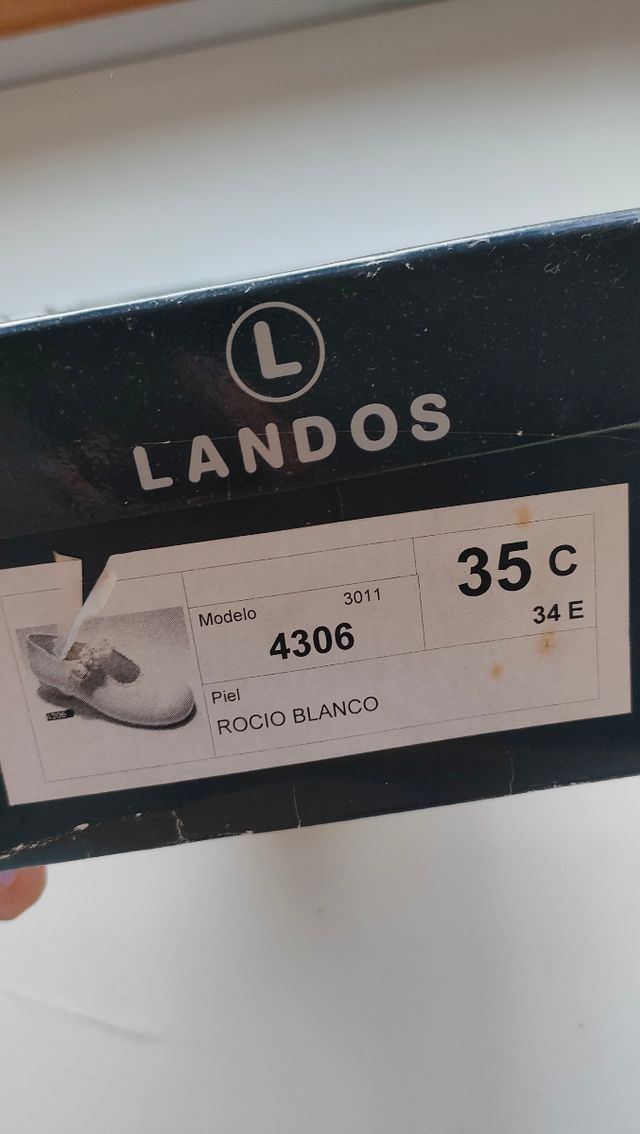 L
LANDOS
35 C
34 E
Modelo 3011
4306
Piel
ROCIO BLANCO